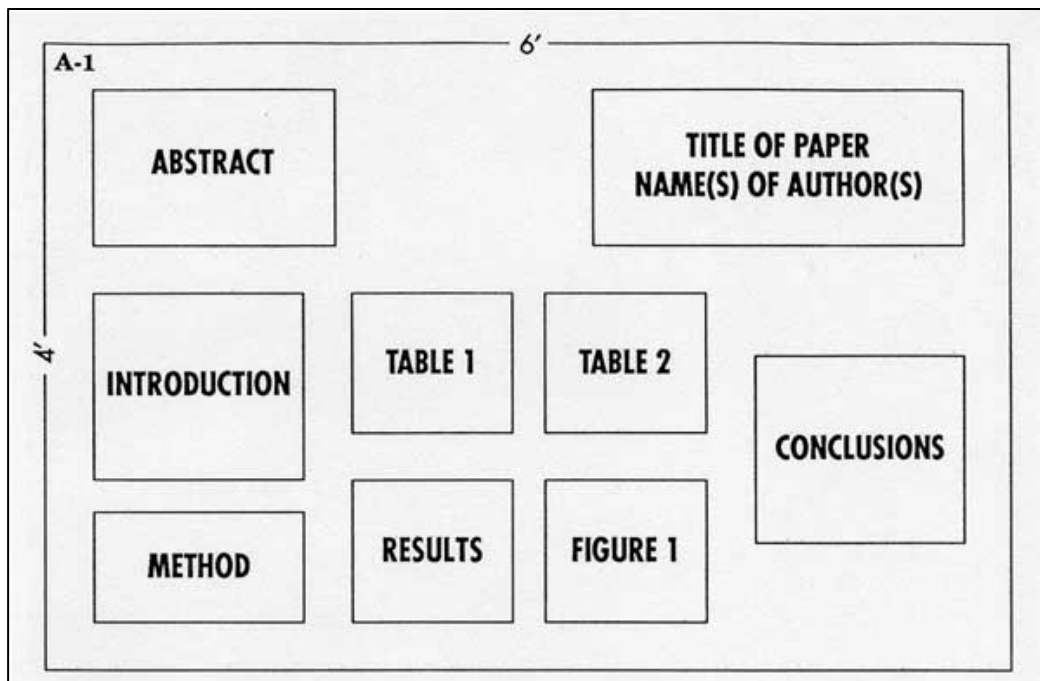 6'
A-1
ABSTRACT
TITLE OF PAPER
NAME(S) OF AUTHOR(S)
4'
INTRODUCTION
TABLE 1
TABLE 2
CONCLUSIONS
METHOD
RESULTS
FIGURE 1